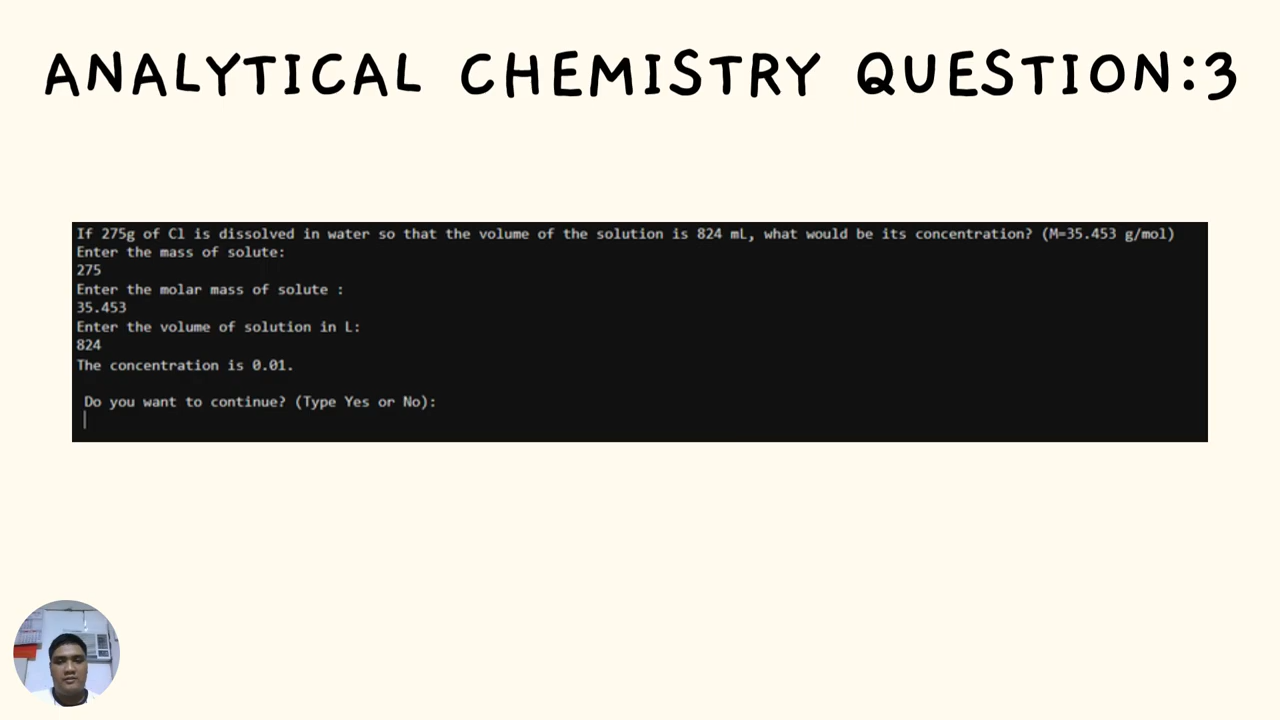 ANALYTICAL CHEMISTRY QUESTION:3
If 275g of Cl is dissolved in water so that the volume of the solution is 824 mL, what would be its concentration? (M=35.453 g/mol)
Enter the mass of solute:
275
Enter the molar mass of solute :
35.453
Enter the volume of solution in L:
824
The concentration is 0.01.
Do you want to continue? (Type Yes or No):